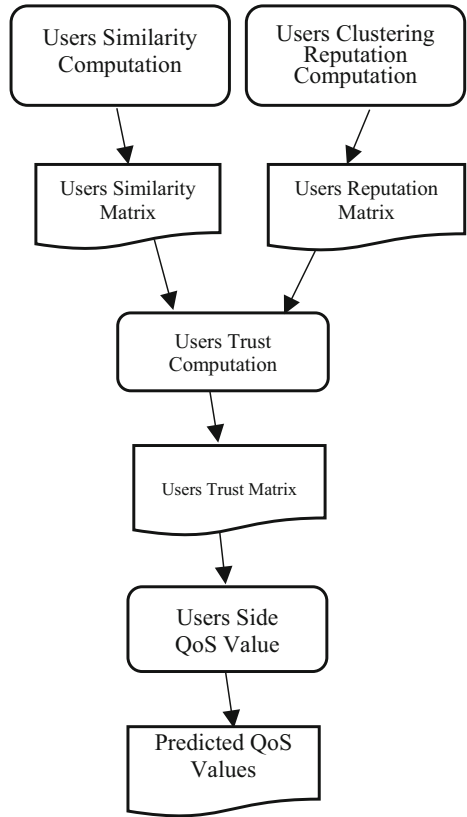 Users Similarity
Computation
Users Clustering
Reputation
Computation
Users Similarity
Matrix
Users Reputation
Matrix
Users Trust
Computation
Users Trust Matrix
Users Side
QoS Value
Predicted QoS
Values